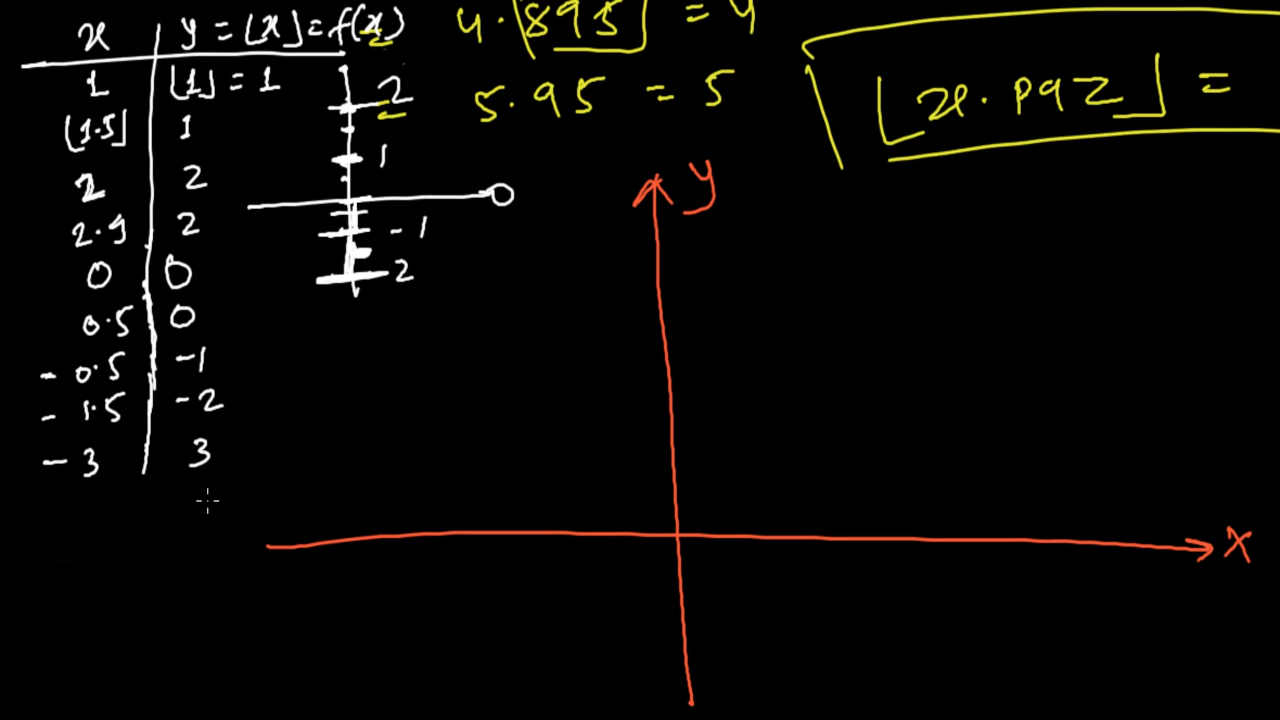 x y = ⌊x⌋ = f(x)
1 ⌊1⌋ = 1
⌊1.5⌋ 1
2 2
2.9 2
0 0
0.5 0
- 0.5 -1
- 1.5 -2
- 3 3
2
1
0
- 1
2
4.⌊895⌋ = 4
5.95 = 5
⌊x.pqz⌋ =
y
x